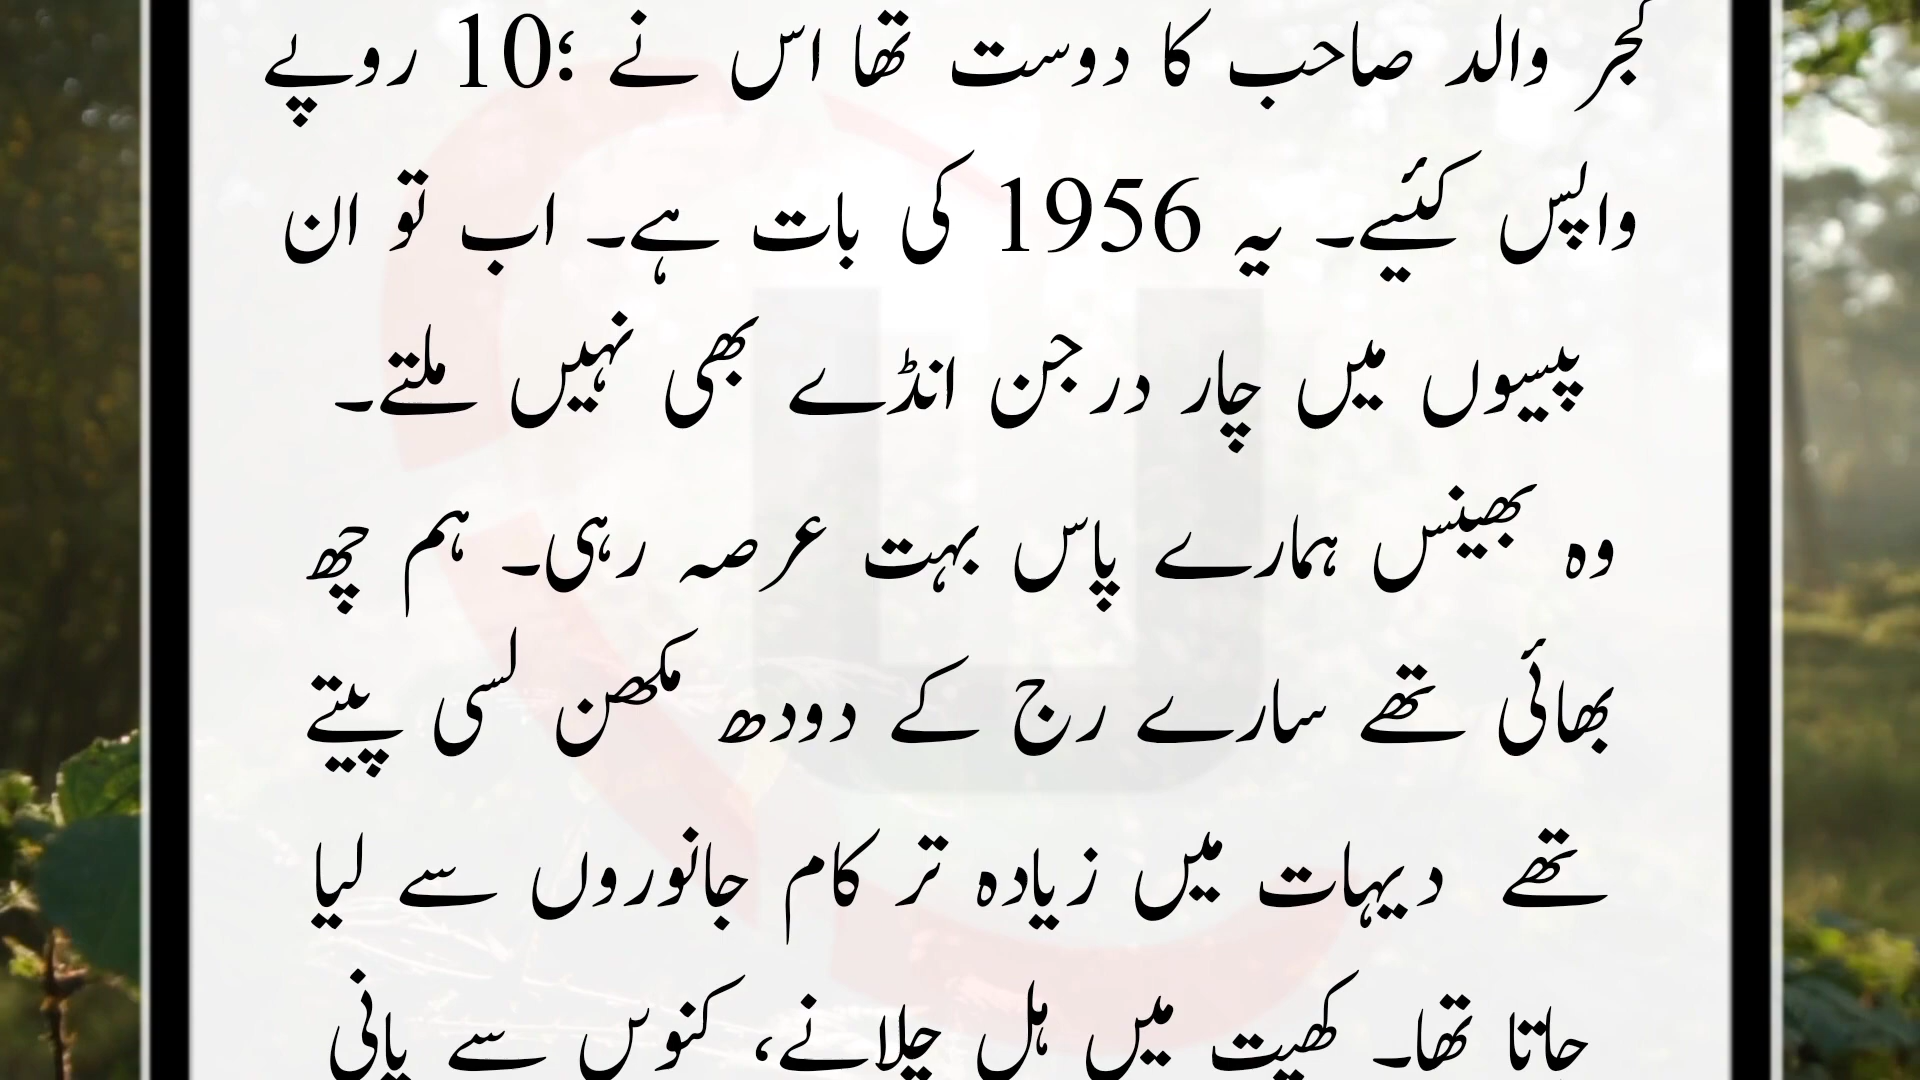 گجر والد صاحب کا دوست تھا اس نے ؛10 روپے
واپس کئیے۔ یہ 1956 کی بات ہے۔ اب تو ان
پیسوں میں چار درجن انڈے بھی نہیں ملتے۔
وہ بھینس ہمارے پاس بہت عرصہ رہی۔ ہم چھ
بھائی تھے سارے رج کے دودھ مکھن لسی پیتے
تھے دیہات میں زیادہ تر کام جانوروں سے لیا
جاتا تھا۔ کھیت میں ہل چلانے، کنوں سے پانی